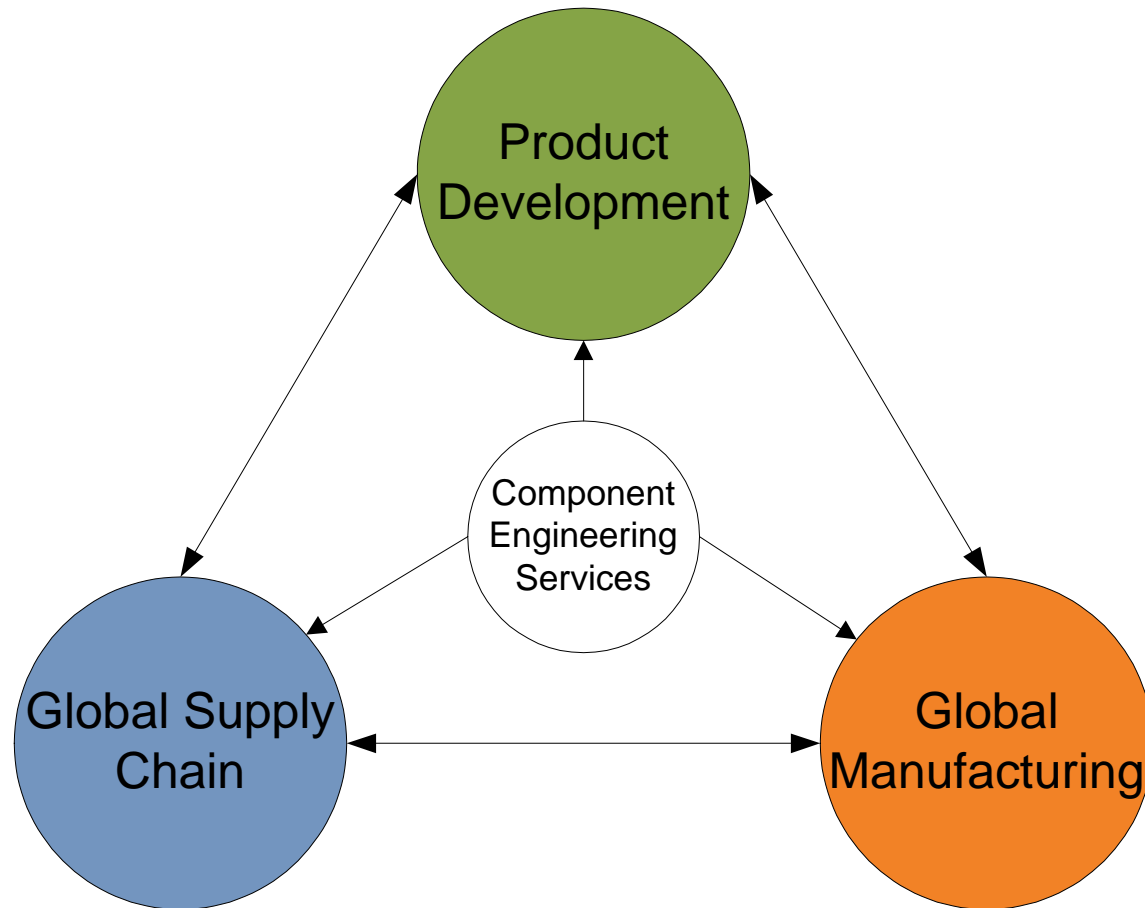 Product
Development
Component
Engineering
Services
Global Supply
Chain
Global
Manufacturing